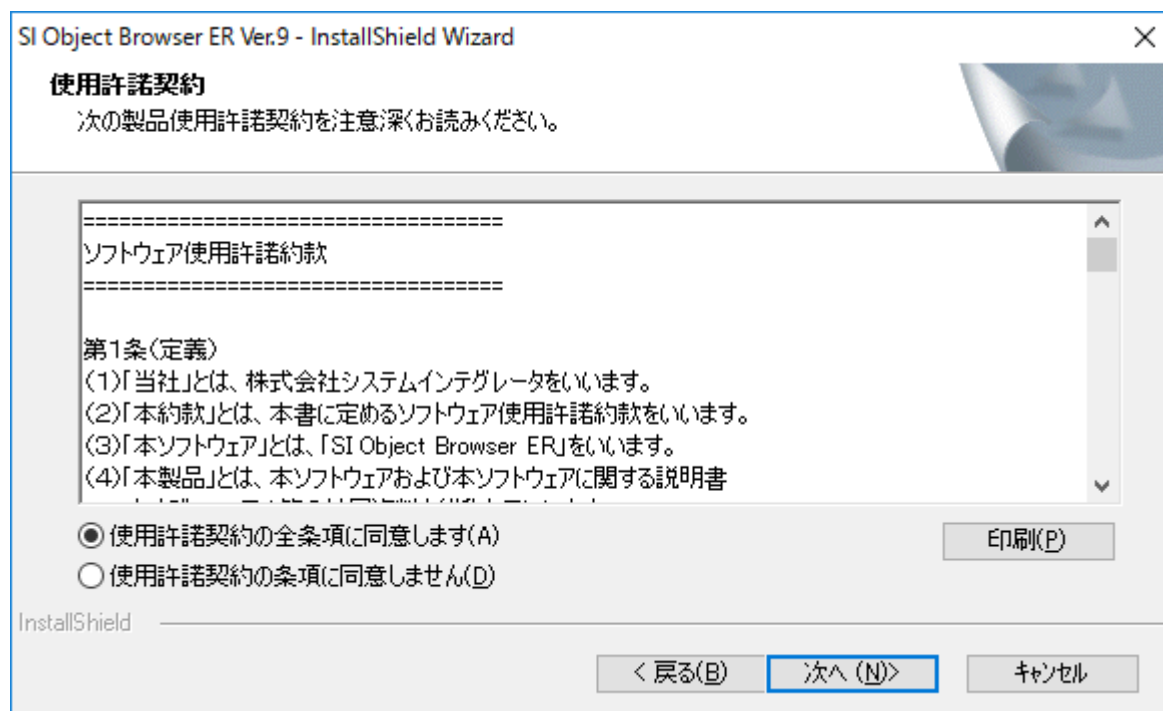 SI Object Browser ER Ver.9 - InstallShield Wizard
使用許諾契約
次の製品使用許諾契約を注意深くお読みください。
===================================
ソフトウェア使用許諾約款
===================================
第1条(定義)
(1)「当社」とは、株式会社システムインテグレータをいいます。
(2)「本約款」とは、本書に定めるソフトウェア使用許諾約款をいいます。
(3)「本ソフトウェア」とは、「SI Object Browser ER」をいいます。
(4)「本製品」とは、本ソフトウェアおよび本ソフトウェアに関する説明書
使用許諾契約の全条項に同意します(A)
印刷(P)
使用許諾契約の条項に同意しません(D)
InstallShield
< 戻る(B)
次へ (N)>
キャンセル